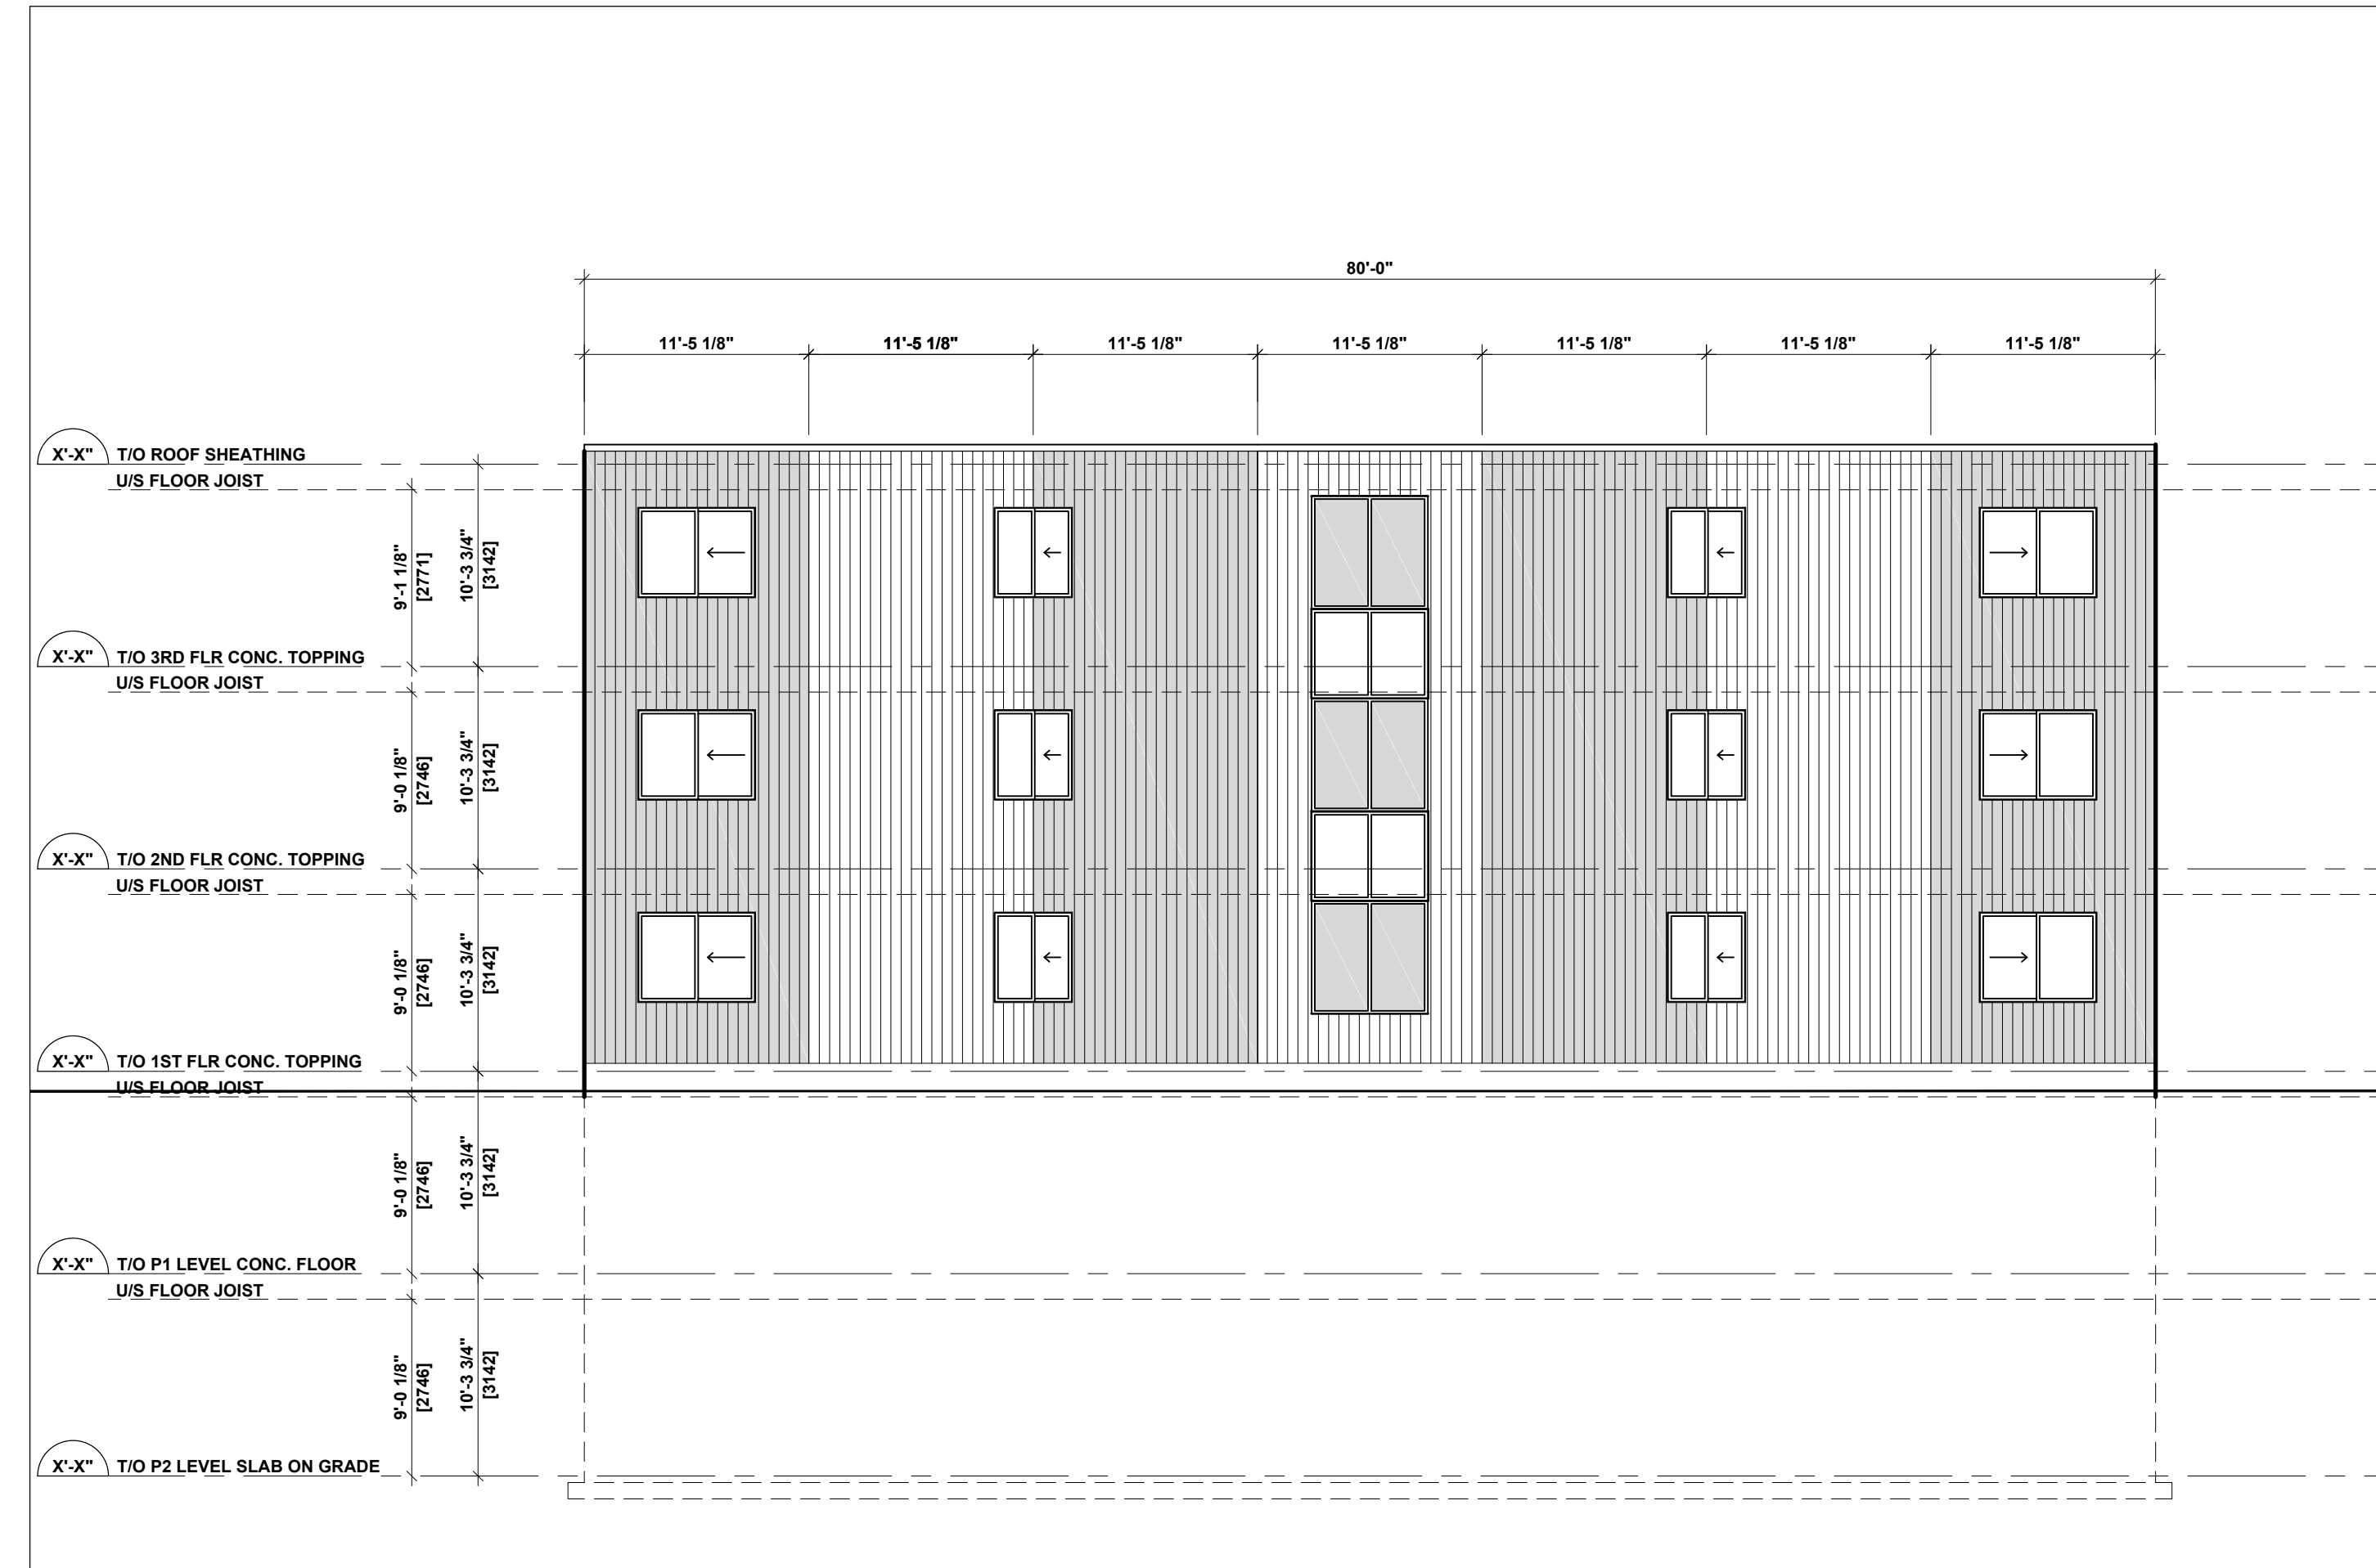 80'-0"
11'-5 1/8" 11'-5 1/8" 11'-5 1/8" 11'-5 1/8" 11'-5 1/8" 11'-5 1/8" 11'-5 1/8"
X'-X" T/O ROOF SHEATHING
U/S FLOOR JOIST
9'-1 1/8"
[2771]
10'-3 3/4"
[3142]
X'-X" T/O 3RD FLR CONC. TOPPING
U/S FLOOR JOIST
9'-0 1/8"
[2746]
10'-3 3/4"
[3142]
X'-X" T/O 2ND FLR CONC. TOPPING
U/S FLOOR JOIST
9'-0 1/8"
[2746]
10'-3 3/4"
[3142]
X'-X" T/O 1ST FLR CONC. TOPPING
U/S FLOOR JOIST
9'-0 1/8"
[2746]
10'-3 3/4"
[3142]
X'-X" T/O P1 LEVEL CONC. FLOOR
U/S FLOOR JOIST
9'-0 1/8"
[2746]
10'-3 3/4"
[3142]
X'-X" T/O P2 LEVEL SLAB ON GRADE